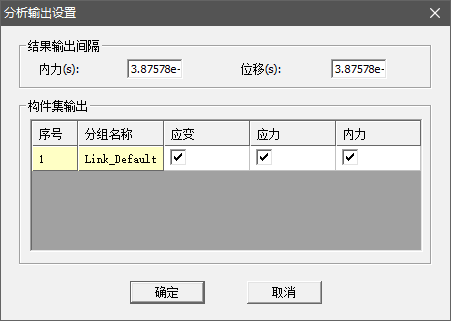 分析输出设置
结果输出间隔
内力(s): 3.87578e- 位移(s): 3.87578e-
构件集输出
序号 分组名称 应变 应力 内力
1 Link_Default
确定 取消